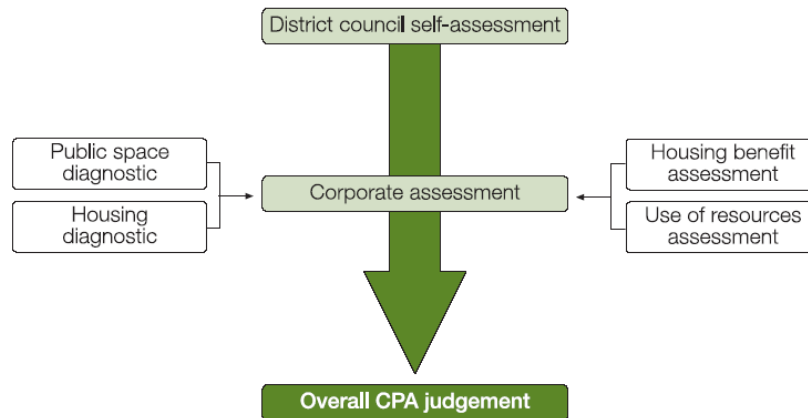 District council self-assessment
Public space
diagnostic
Housing
diagnostic
Corporate assessment
Housing benefit
assessment
Use of resources
assessment
Overall CPA judgement